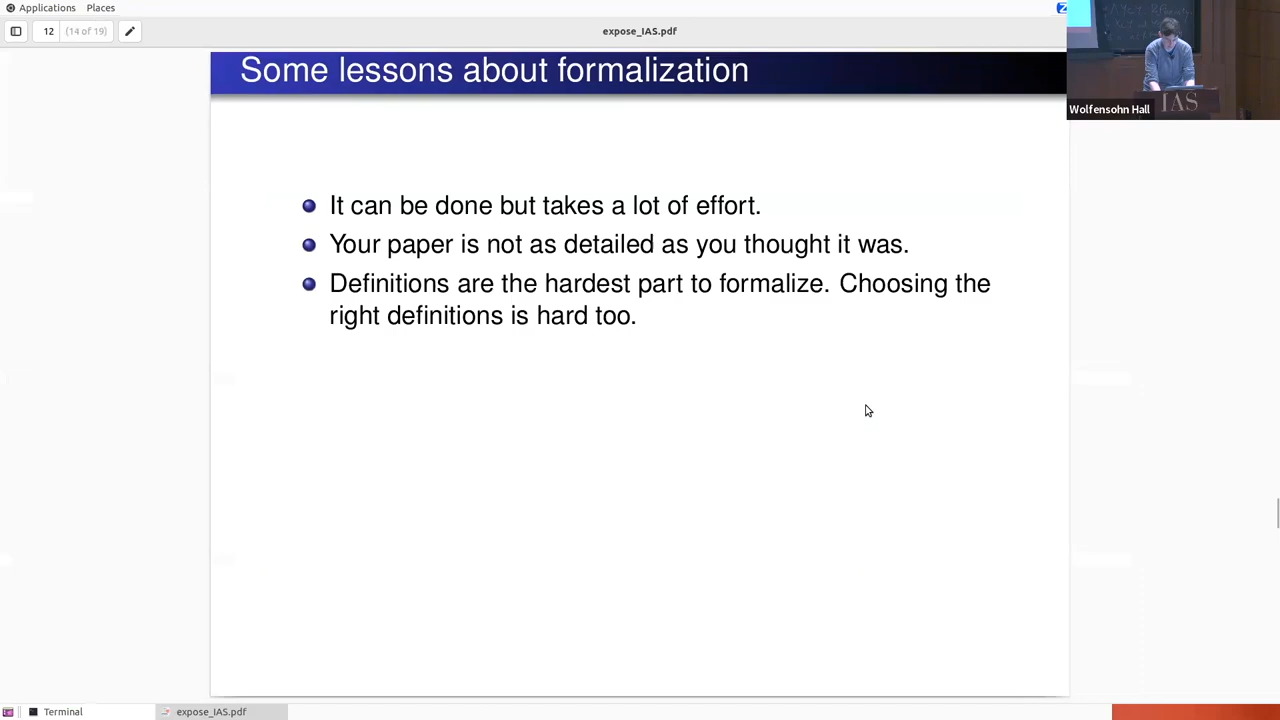 Applications Places
12 (14 of 19) expose_IAS.pdf
Some lessons about formalization
Wolfensohn Hall
IAS
It can be done but takes a lot of effort.
Your paper is not as detailed as you thought it was.
Definitions are the hardest part to formalize. Choosing the
right definitions is hard too.
Terminal expose_IAS.pdf